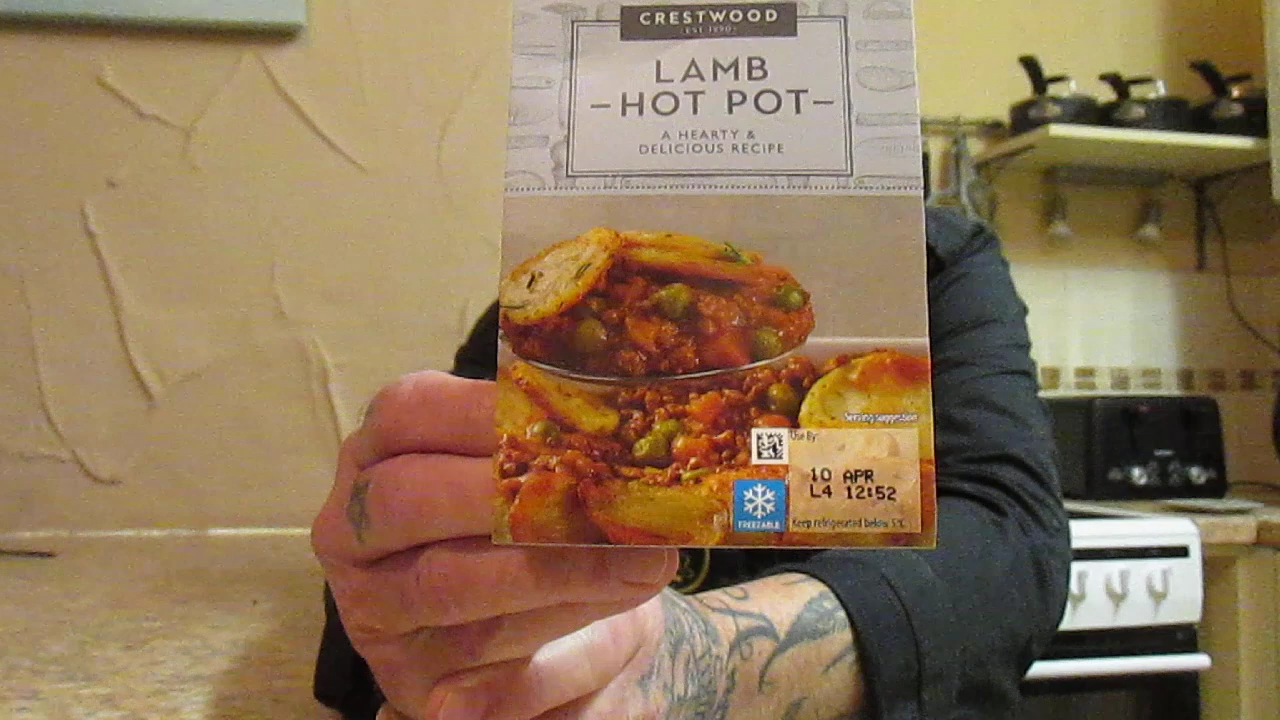 CRESTWOOD
EST 1990
LAMB
-HOT POT-
A HEARTY &
DELICIOUS RECIPE
Serving suggestion
Use By:
10 APR
L4 12:52
FREEZABLE
Keep refrigerated below 5°C